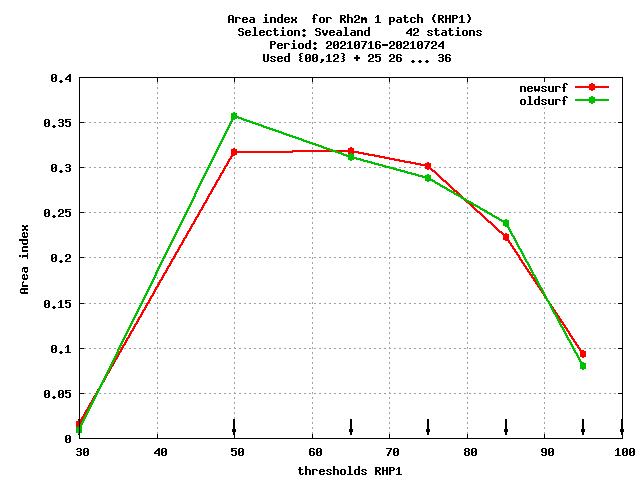 Area index  for Rh2m 1 patch (RHP1)
Selection: Svealand     42 stations
Period: 20210716-20210724
Used {00,12} + 25 26 ... 36
newsurf
oldsurf
0.4
0.35
0.3
0.25
0.2
0.15
0.1
0.05
0
Area index
30 40 50 60 70 80 90 100
thresholds RHP1